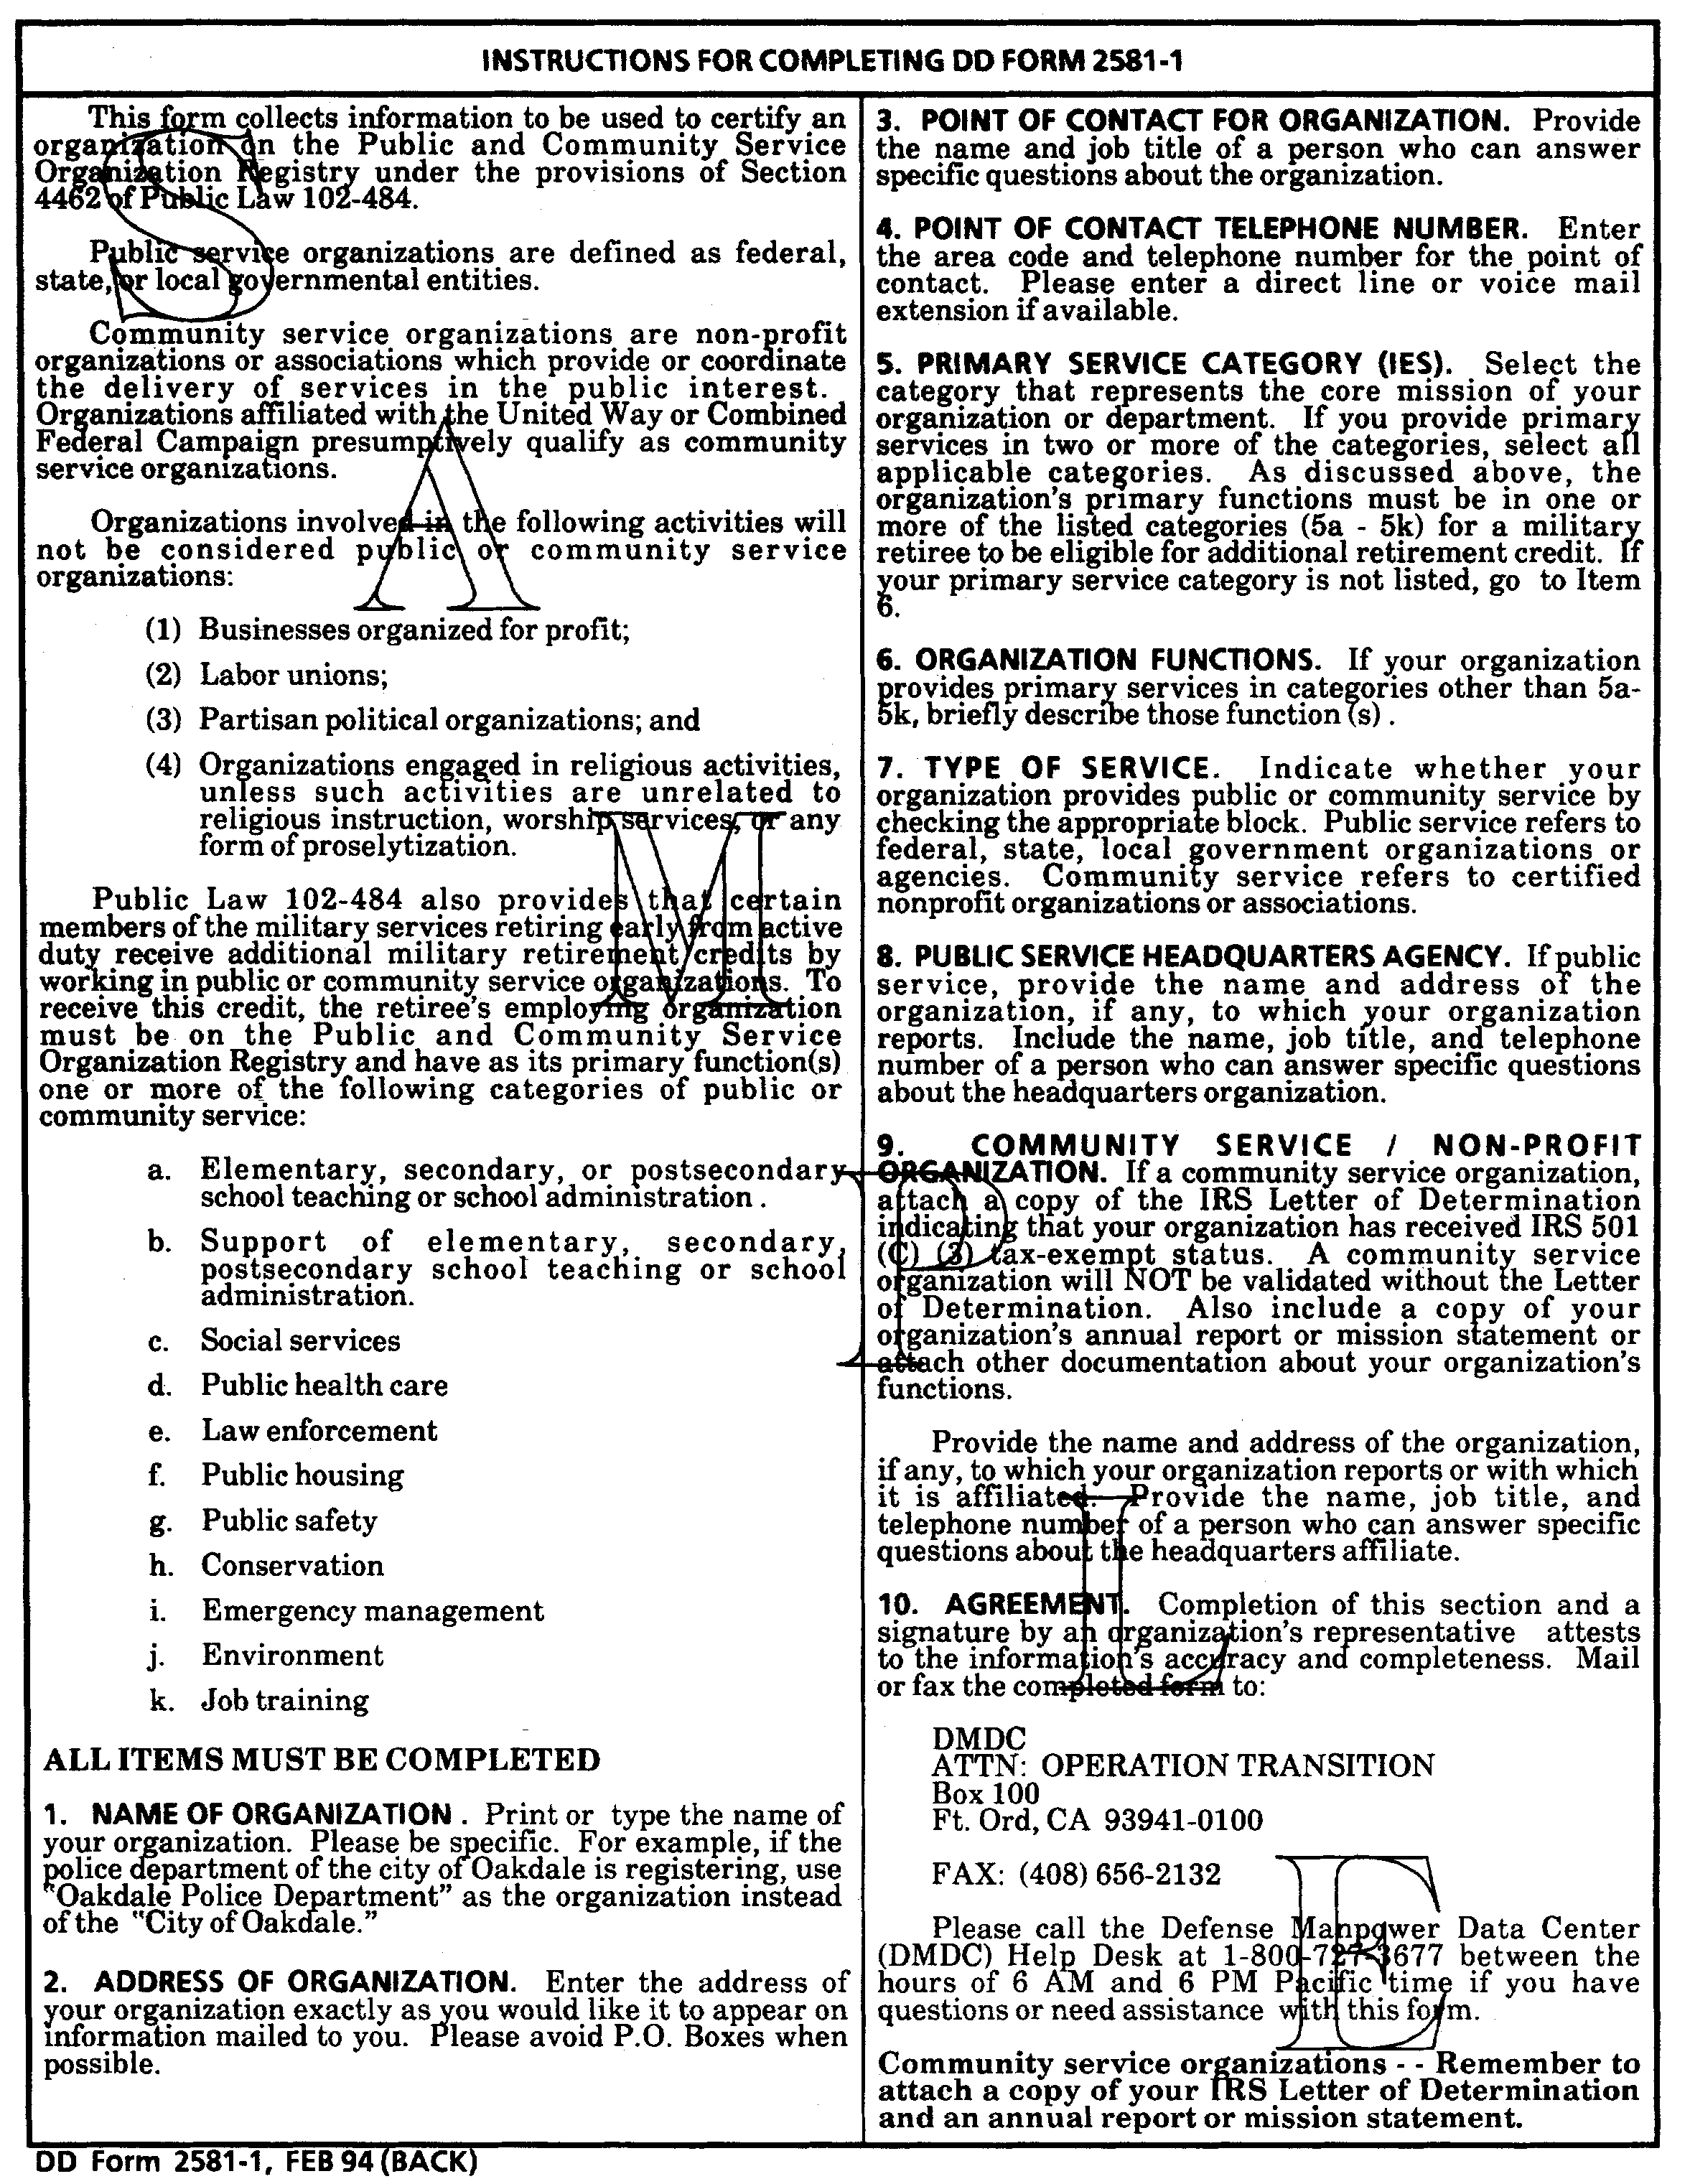 INSTRUCTIONS FOR COMPLETING DD FORM 2581-1
This form collects information to be used to certify an
organization on the Public and Community Service
Organization Registry under the provisions of Section
4462 of Public Law 102-484.
Public service organizations are defined as federal,
state, or local governmental entities.
Community service organizations are non-profit
organizations or associations which provide or coordinate
the delivery of services in the public interest.
Organizations affiliated with the United Way or Combined
Federal Campaign presumptively qualify as community
service organizations.
Organizations involved in the following activities will
not be considered public or community service
organizations:
(1) Businesses organized for profit;
(2) Labor unions;
(3) Partisan political organizations; and
(4) Organizations engaged in religious activities,
unless such activities are unrelated to
religious instruction, worship services, or any
form of proselytization.
Public Law 102-484 also provides that certain
members of the military services retiring early from active
duty receive additional military retirement credits by
working in public or community service organizations. To
receive this credit, the retiree's employing organization
must be on the Public and Community Service
Organization Registry and have as its primary function(s)
one or more of the following categories of public or
community service:
a. Elementary, secondary, or postsecondary
school teaching or school administration .
b. Support of elementary, secondary,
postsecondary school teaching or school
administration.
c. Social services
d. Public health care
e. Law enforcement
f. Public housing
g. Public safety
h. Conservation
i. Emergency management
j. Environment
k. Job training
ALL ITEMS MUST BE COMPLETED
1. NAME OF ORGANIZATION . Print or type the name of
your organization. Please be specific. For example, if the
police department of the city of Oakdale is registering, use
"Oakdale Police Department" as the organization instead
of the "City of Oakdale."
2. ADDRESS OF ORGANIZATION. Enter the address of
your organization exactly as you would like it to appear on
information mailed to you. Please avoid P.O. Boxes when
possible.
3. POINT OF CONTACT FOR ORGANIZATION. Provide
the name and job title of a person who can answer
specific questions about the organization.
4. POINT OF CONTACT TELEPHONE NUMBER. Enter
the area code and telephone number for the point of
contact. Please enter a direct line or voice mail
extension if available.
5. PRIMARY SERVICE CATEGORY (IES). Select the
category that represents the core mission of your
organization or department. If you provide primary
services in two or more of the categories, select all
applicable categories. As discussed above, the
organization's primary functions must be in one or
more of the listed categories (5a - 5k) for a military
retiree to be eligible for additional retirement credit. If
your primary service category is not listed, go to Item
6.
6. ORGANIZATION FUNCTIONS. If your organization
provides primary services in categories other than 5a-
5k, briefly describe those function (s) .
7. TYPE OF SERVICE. Indicate whether your
organization provides public or community service by
checking the appropriate block. Public service refers to
federal, state, local government organizations or
agencies. Community service refers to certified
nonprofit organizations or associations.
8. PUBLIC SERVICE HEADQUARTERS AGENCY. If public
service, provide the name and address of the
organization, if any, to which your organization
reports. Include the name, job title, and telephone
number of a person who can answer specific questions
about the headquarters organization.
9. COMMUNITY SERVICE / NON-PROFIT
ORGANIZATION. If a community service organization,
attach a copy of the IRS Letter of Determination
indicating that your organization has received IRS 501
(C) (3) tax-exempt status. A community service
organization will NOT be validated without the Letter
of Determination. Also include a copy of your
organization's annual report or mission statement or
attach other documentation about your organization's
functions.
Provide the name and address of the organization,
if any, to which your organization reports or with which
it is affiliated. Provide the name, job title, and
telephone number of a person who can answer specific
questions about the headquarters affiliate.
10. AGREEMENT. Completion of this section and a
signature by an organization's representative attests
to the information's accuracy and completeness. Mail
or fax the completed form to:
DMDC
ATTN: OPERATION TRANSITION
Box 100
Ft. Ord, CA 93941-0100
FAX: (408) 656-2132
Please call the Defense Manpower Data Center
(DMDC) Help Desk at 1-800-727-3677 between the
hours of 6 AM and 6 PM Pacific time if you have
questions or need assistance with this form.
Community service organizations - - Remember to
attach a copy of your IRS Letter of Determination
and an annual report or mission statement.
DD Form 2581-1, FEB 94 (BACK)
SAMPLE